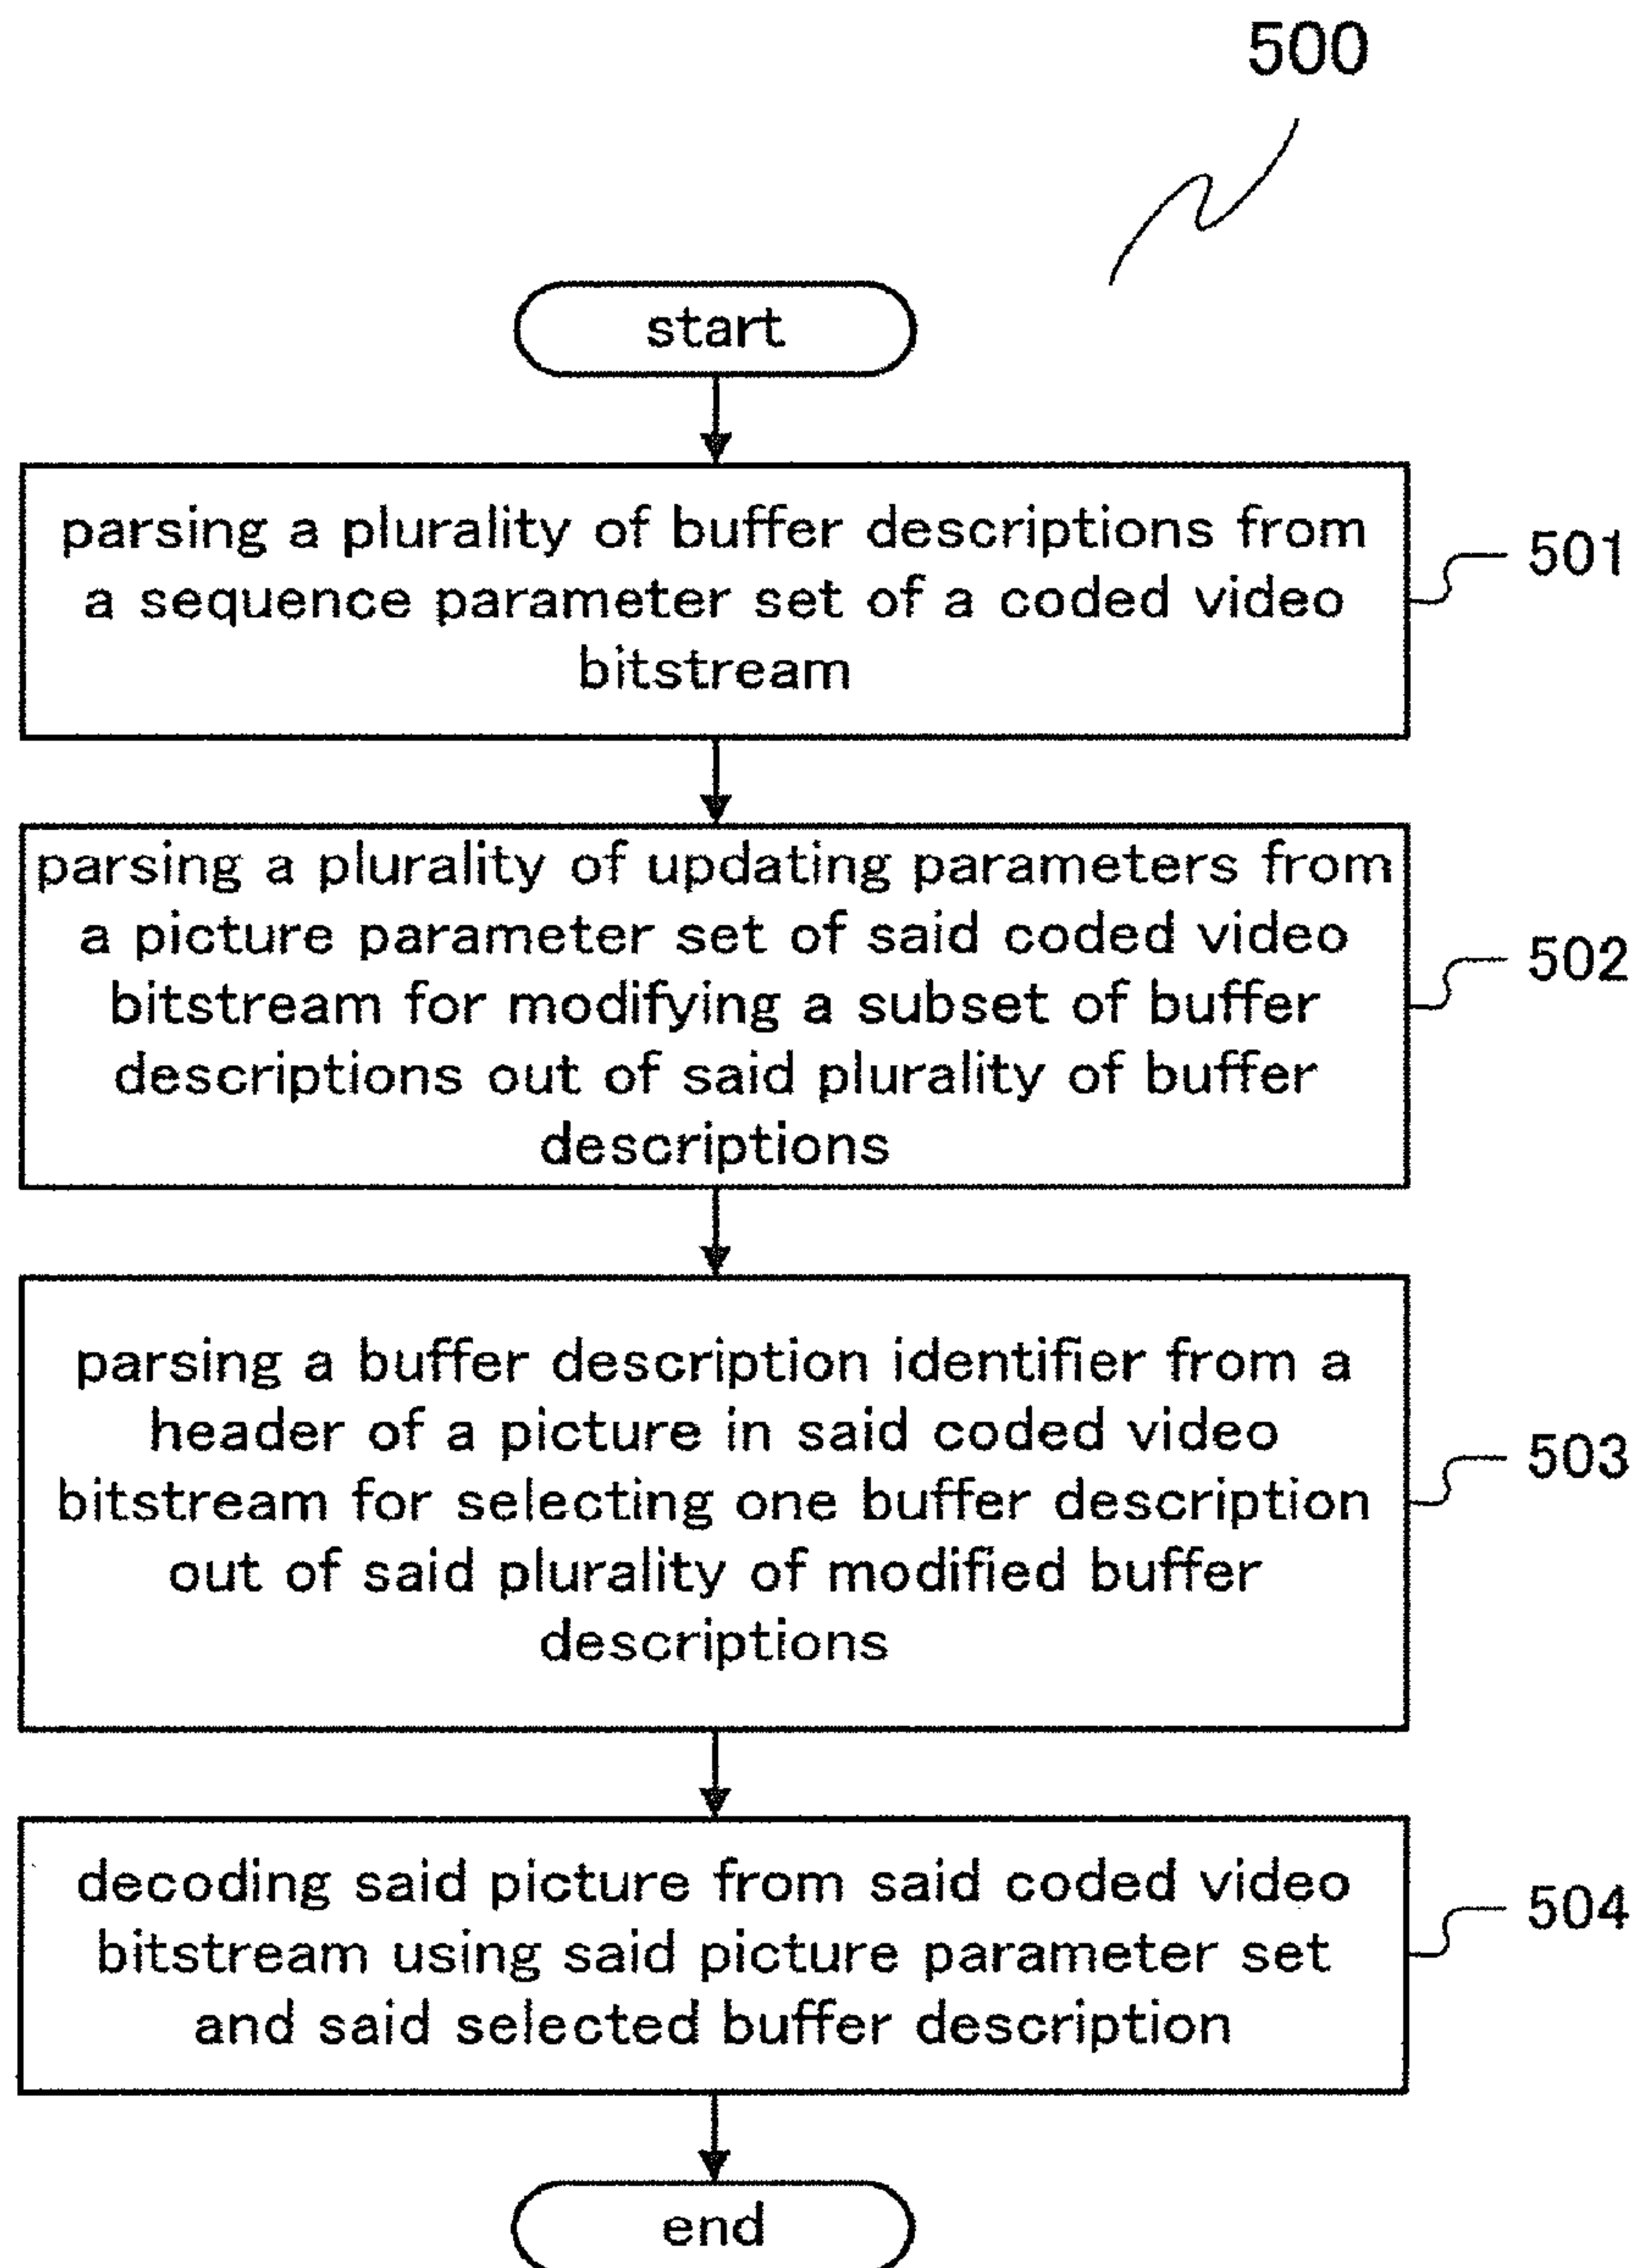 500
start
parsing a plurality of buffer descriptions from
a sequence parameter set of a coded video
bitstream
501
parsing a plurality of updating parameters from
a picture parameter set of said coded video
bitstream for modifying a subset of buffer
descriptions out of said plurality of buffer
descriptions
502
parsing a buffer description identifier from a
header of a picture in said coded video
bitstream for selecting one buffer description
out of said plurality of modified buffer
descriptions
503
decoding said picture from said coded video
bitstream using said picture parameter set
and said selected buffer description
504
end